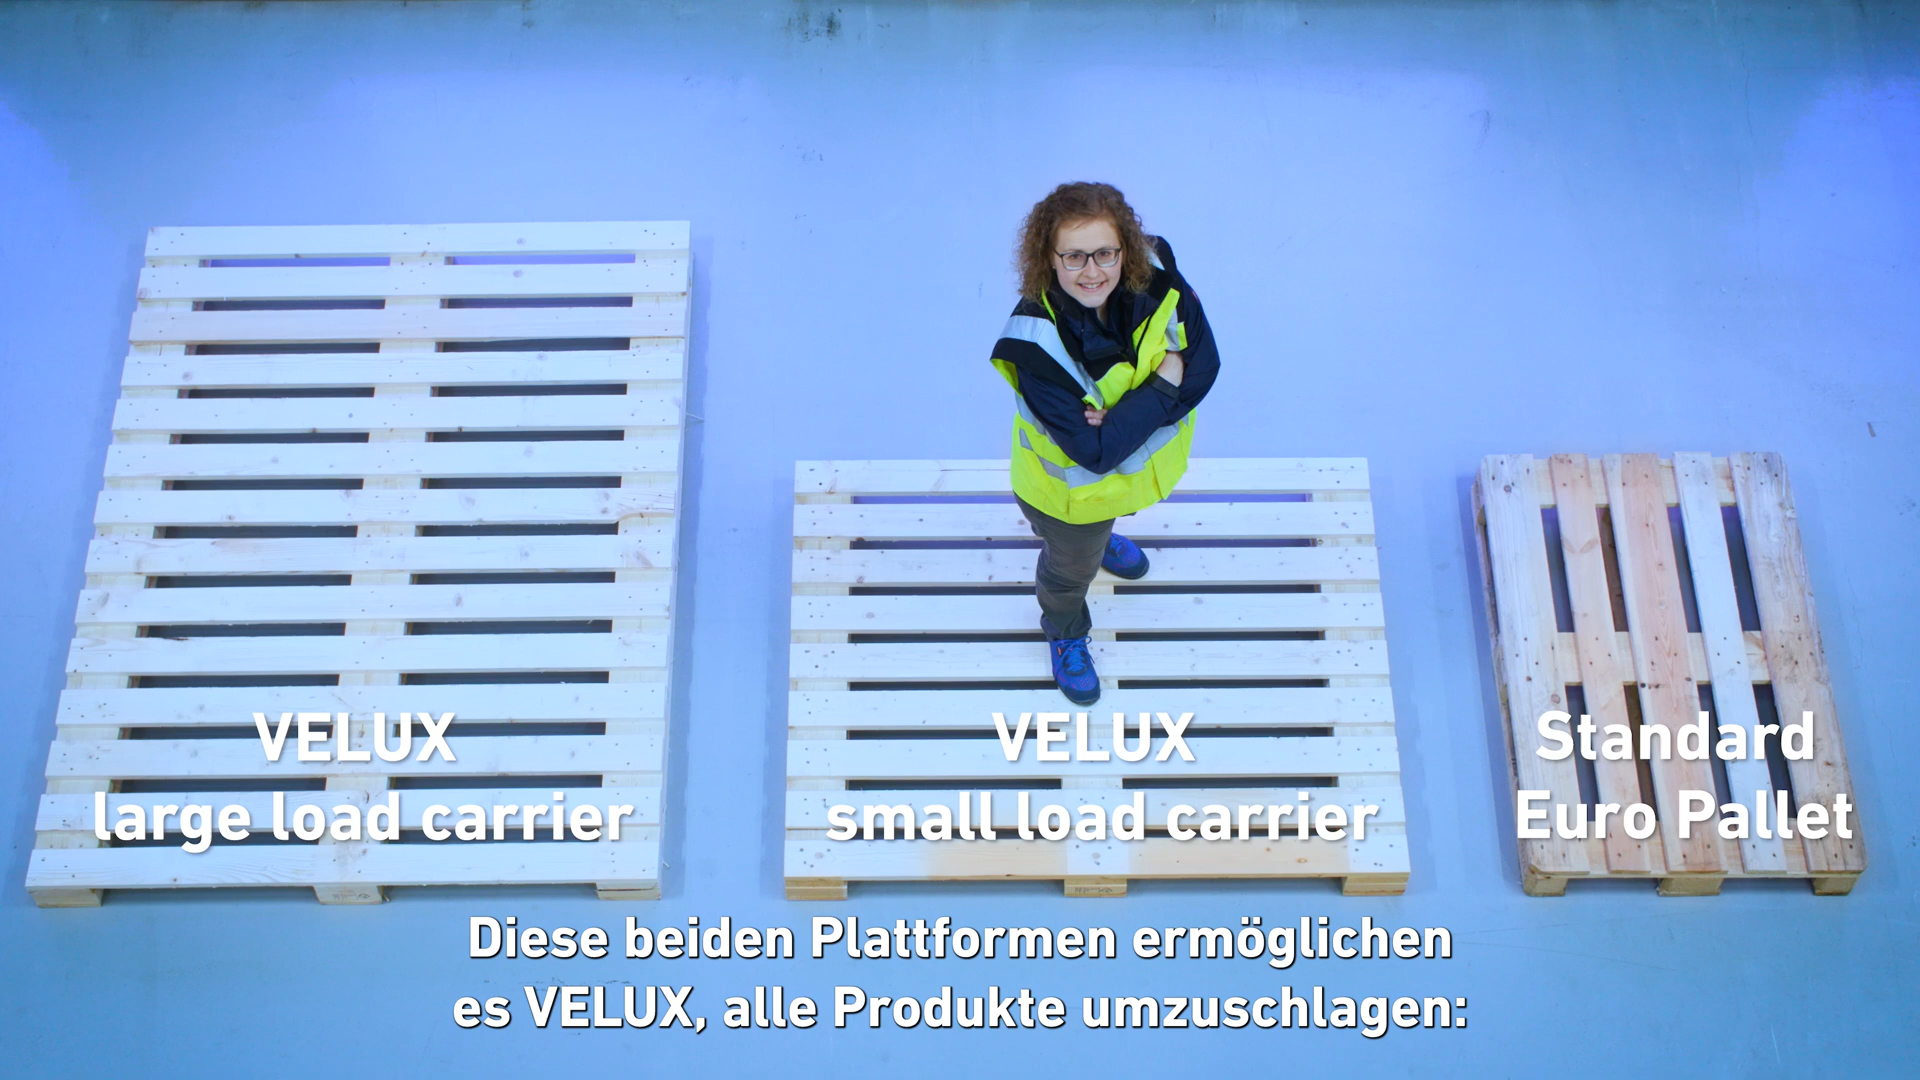 VELUX
large load carrier
VELUX
small load carrier
Standard
Euro Pallet
Diese beiden Plattformen ermöglichen
es VELUX, alle Produkte umzuschlagen: